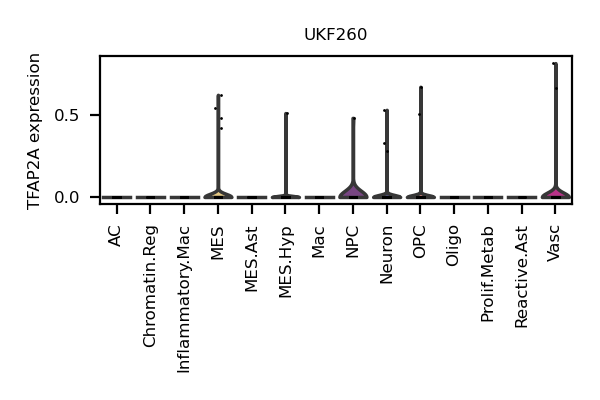 UKF260
TFAP2A expression
0.5
0.0
AC
Chromatin.Reg
Inflammatory.Mac
MES
MES.Ast
MES.Hyp
Mac
NPC
Neuron
OPC
Oligo
Prolif.Metab
Reactive.Ast
Vasc